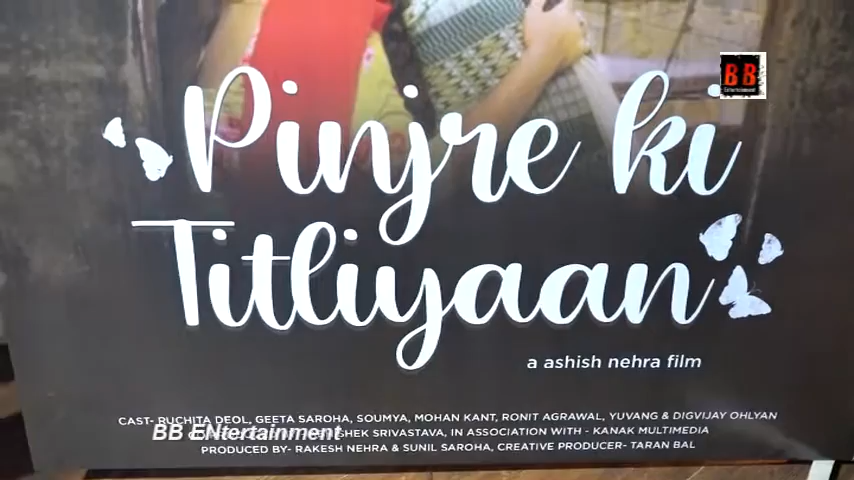 BB
Entertainment
Pinjre ki
Titliyaan
a ashish nehra film
CAST- RUCHITA DEOL, GEETA SAROHA, SOUMYA, MOHAN KANT, RONIT AGRAWAL, YUVANG & DIGVIJAY OHLYAN
BB ENtertainment
SRIVASTAVA, IN ASSOCIATION WITH - KANAK MULTIMEDIA
PRODUCED BY- RAKESH NEHRA & SUNIL SAROHA, CREATIVE PRODUCER- TARAN BAL